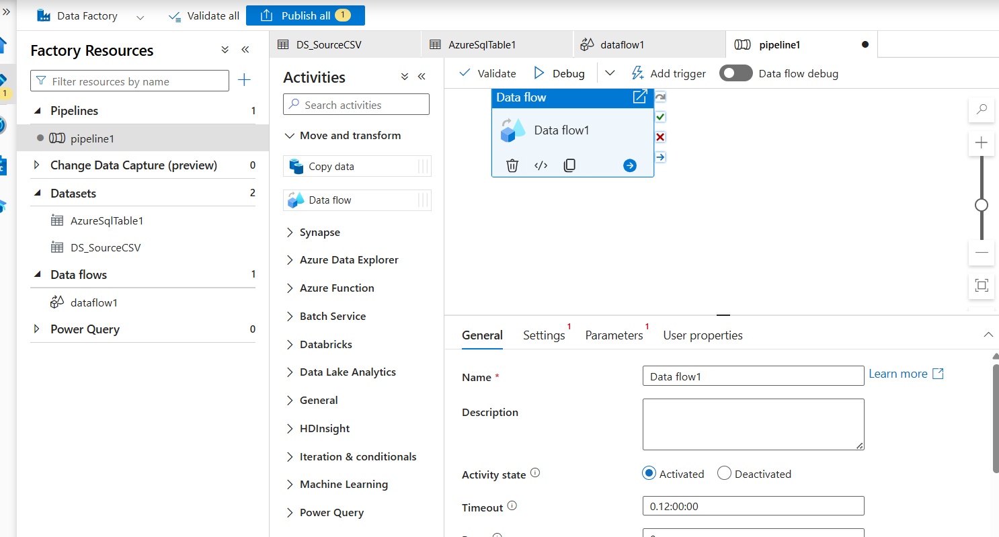 Data Factory
Validate all
Publish all 1
Factory Resources
Filter resources by name
1
Pipelines 1
pipeline1
Change Data Capture (preview) 0
Datasets 2
AzureSqlTable1
DS_SourceCSV
Data flows 1
dataflow1
Power Query 0
DS_SourceCSV
AzureSqlTable1
dataflow1
pipeline1
Activities
Search activities
Move and transform
Copy data
Data flow
Synapse
Azure Data Explorer
Azure Function
Batch Service
Databricks
Data Lake Analytics
General
HDInsight
Iteration & conditionals
Machine Learning
Power Query
Validate
Debug
Add trigger
Data flow debug
Data flow
Data flow1
General
Settings 1
Parameters 1
User properties
Name *
Data flow1
Learn more
Description
Activity state
Activated
Deactivated
Timeout
0.12:00:00